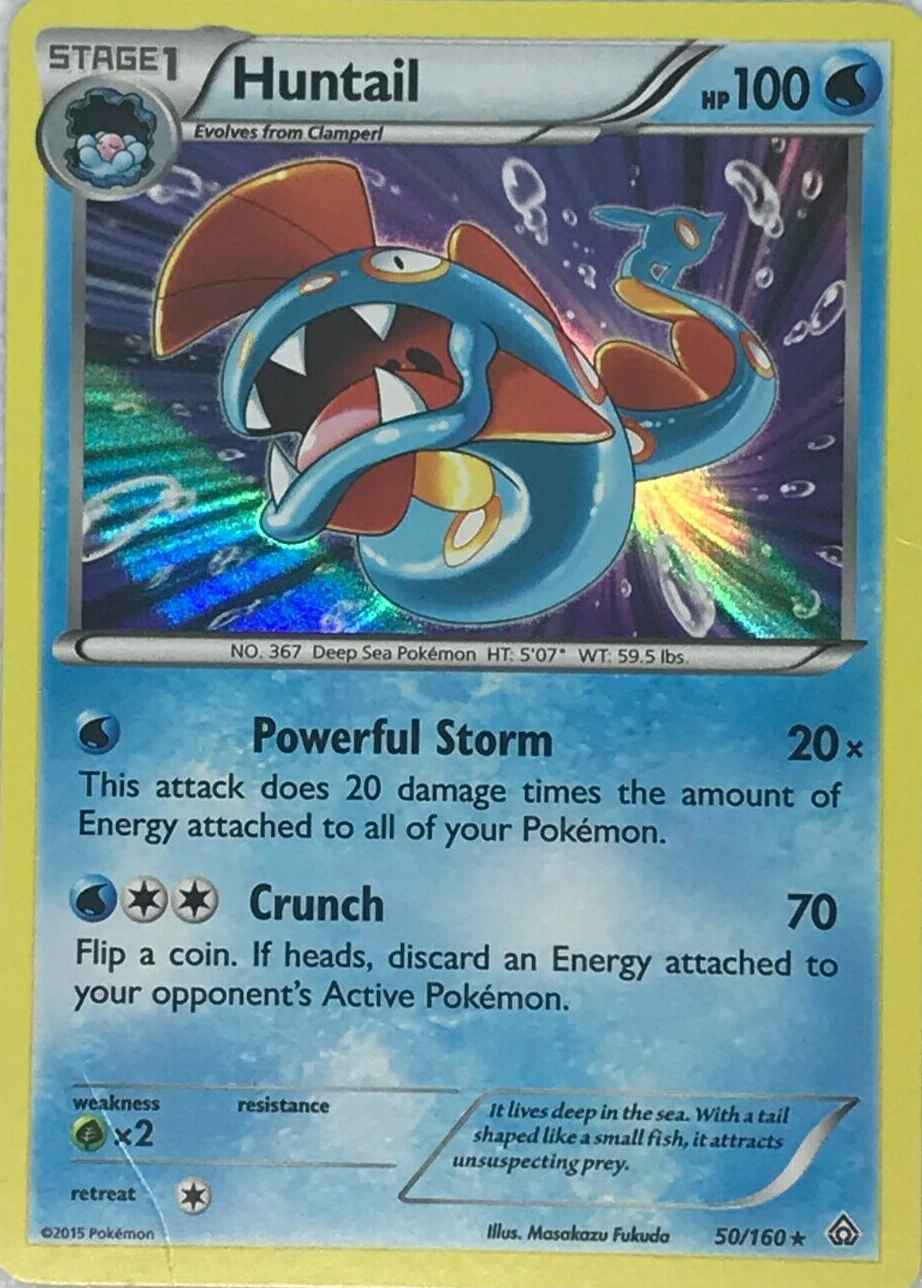 STAGE1
Huntail
HP100
Evolves from Clamperl
NO. 367 Deep Sea Pokémon HT: 5'07" WT: 59.5 lbs.
Powerful Storm 20×
This attack does 20 damage times the amount of
Energy attached to all of your Pokémon.
Crunch 70
Flip a coin. If heads, discard an Energy attached to
your opponent's Active Pokémon.
weakness resistance
×2
It lives deep in the sea. With a tail
shaped like a small fish, it attracts
unsuspecting prey.
retreat
©2015 Pokémon Illus. Masakazu Fukuda 50/160 ★